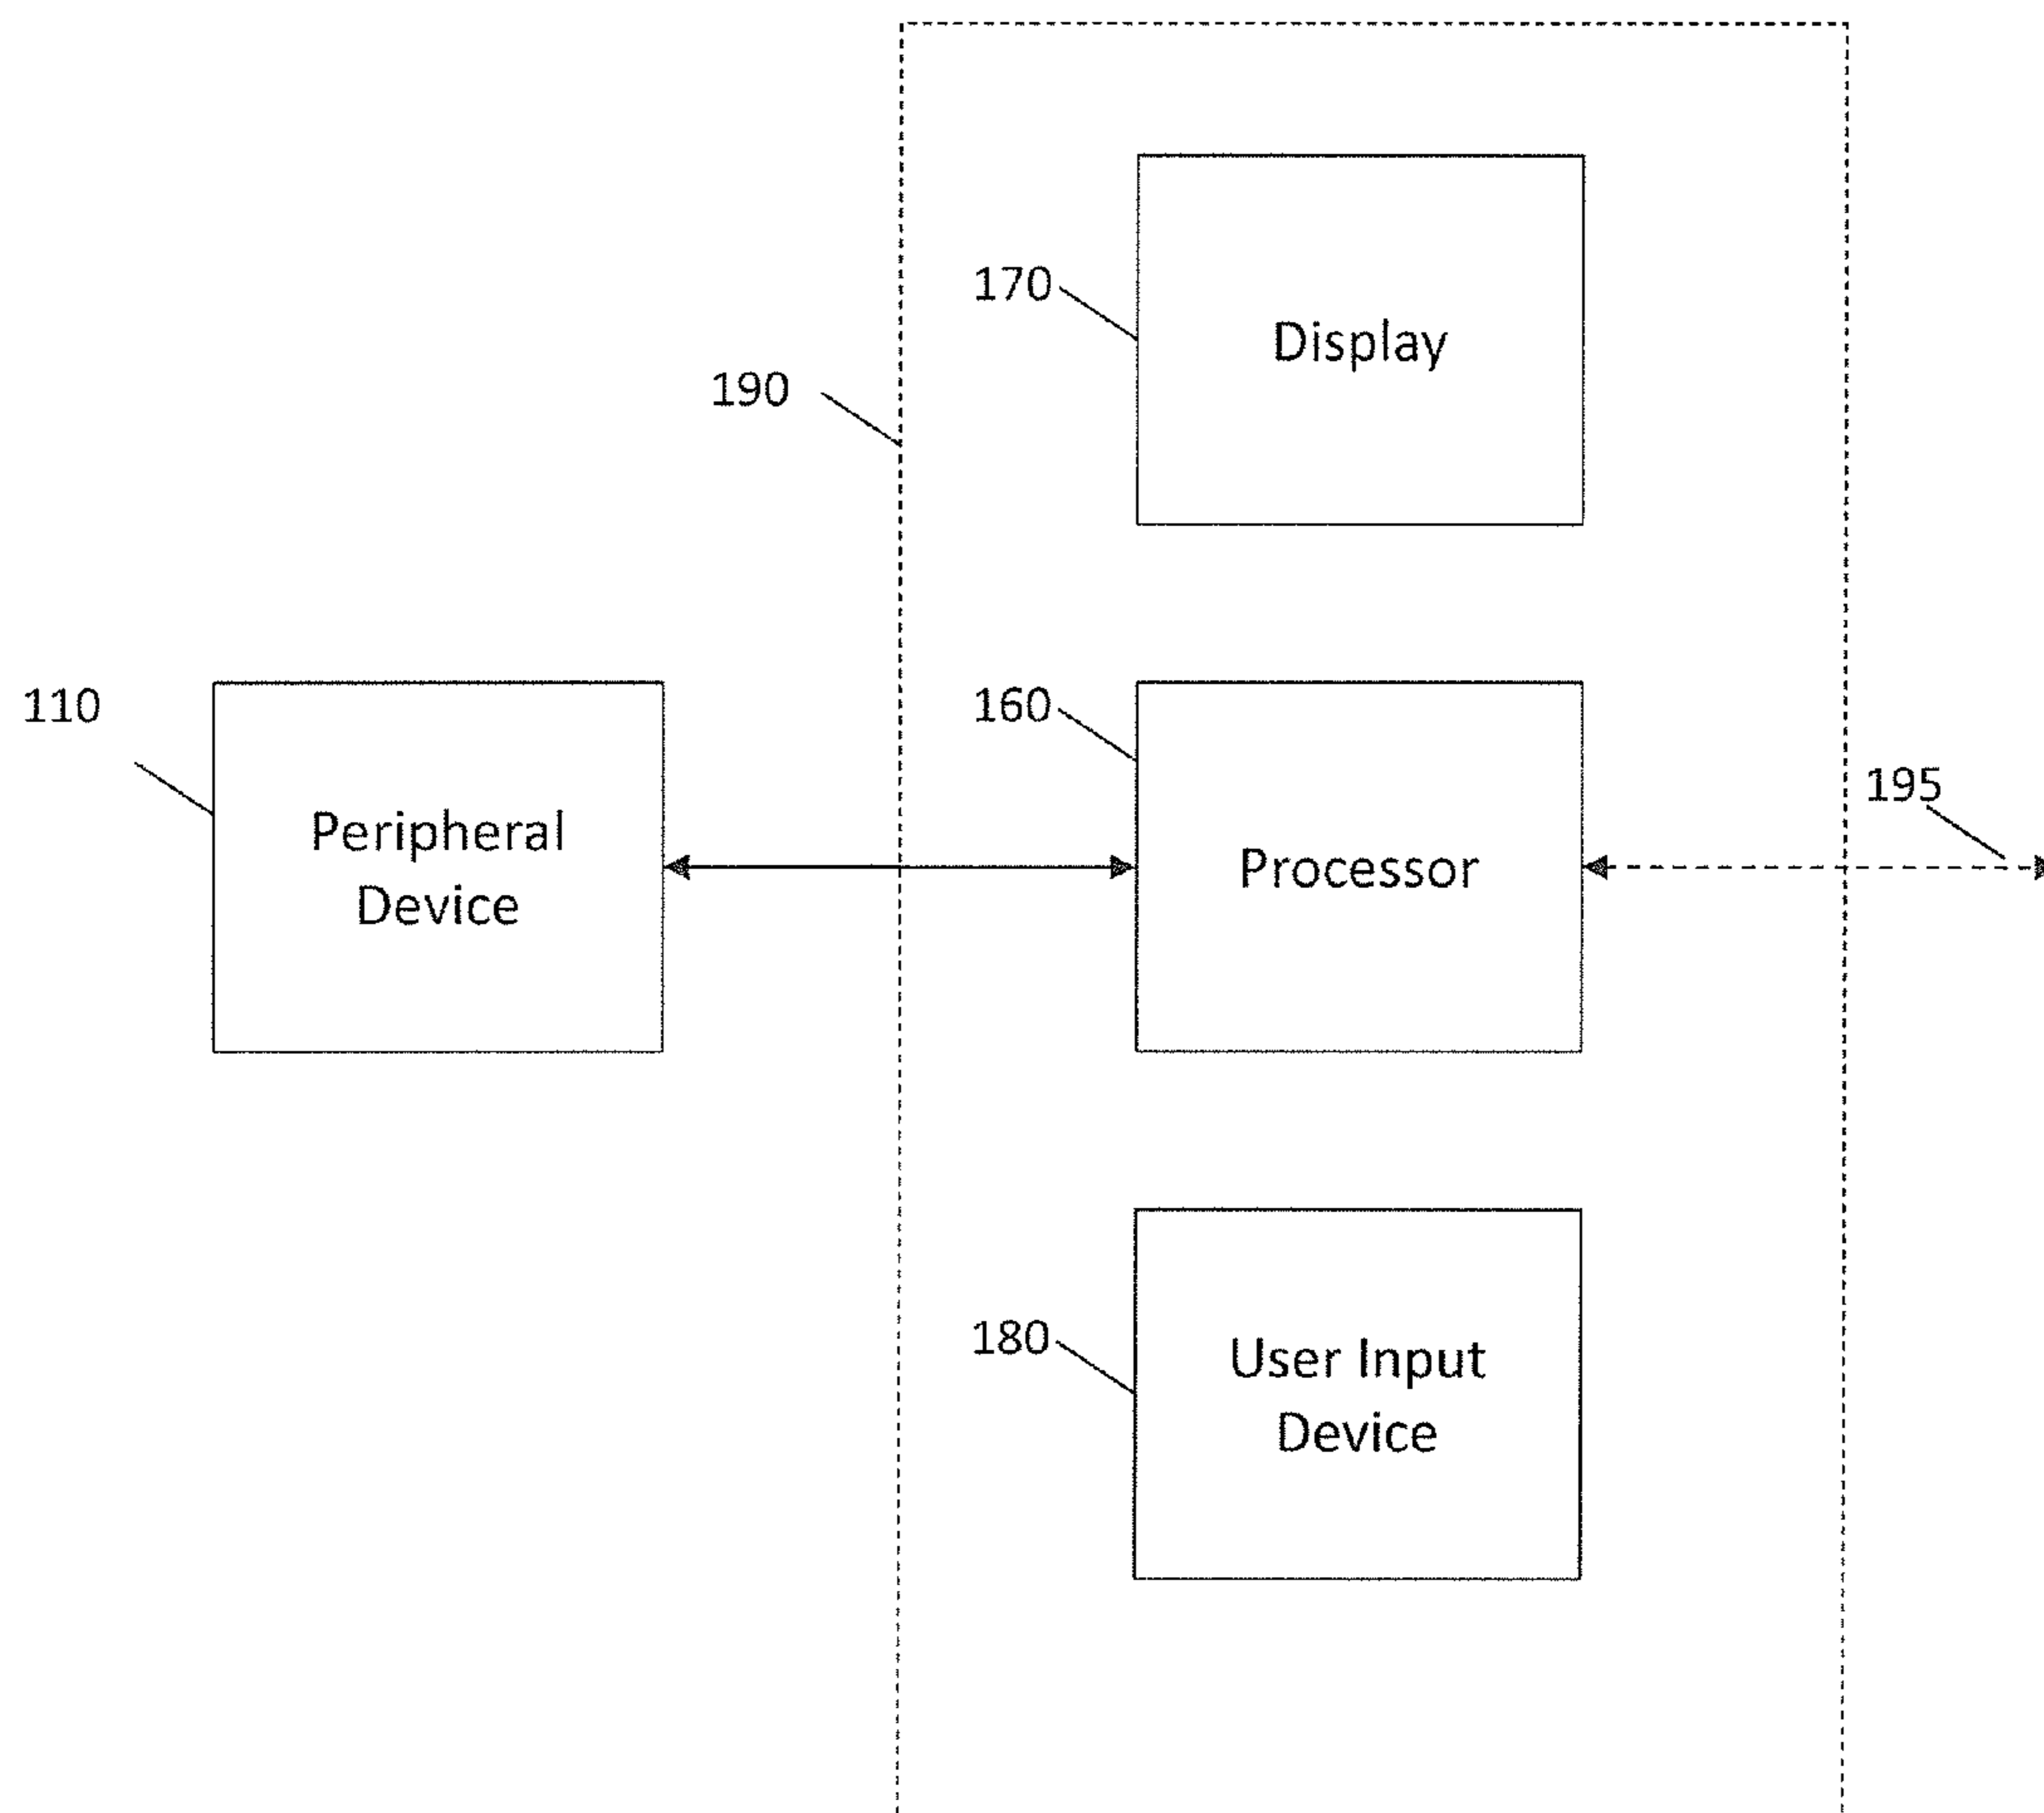 170
Display
190
110
160
195
Peripheral
Device
Processor
180
User Input
Device